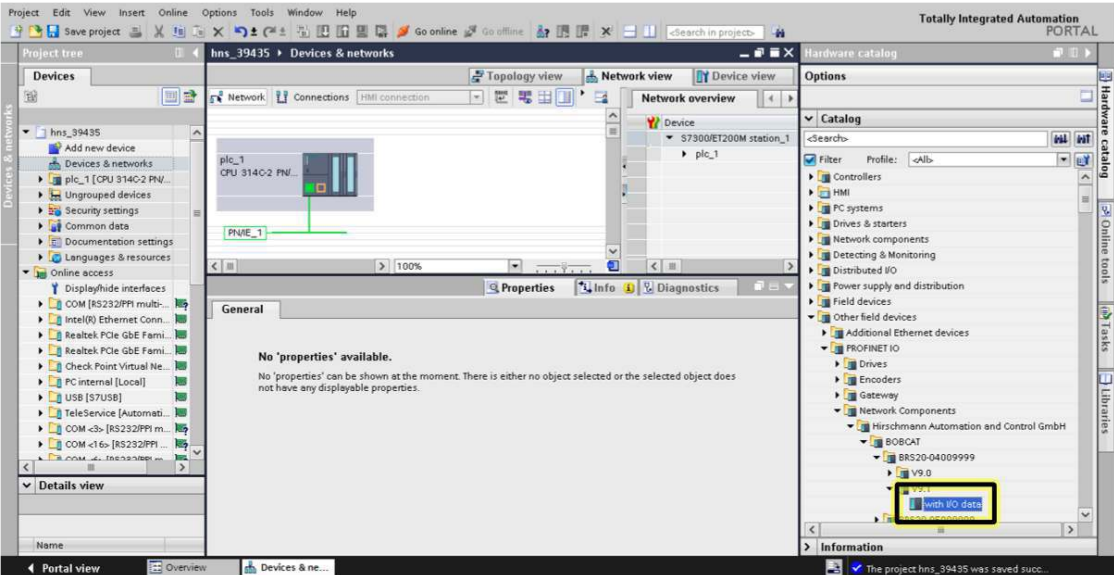 Project Edit View Insert Online Options Tools Window Help
Totally Integrated Automation
PORTAL
Save project
Go online
Go offline
<Search in project>
Project tree
hns_39435 ▸ Devices & networks
Hardware catalog
Devices
Topology view
Network view
Device view
Options
Network
Connections
HMI connection
Network overview
Device
S7300/ET200M station_1
plc_1
plc_1
CPU 314C-2 PN/...
PN/IE_1
100%
hns_39435
Add new device
Devices & networks
plc_1 [CPU 314C-2 PN/...
Ungrouped devices
Security settings
Common data
Documentation settings
Languages & resources
Online access
Display/hide interfaces
COM [RS232/PPI multi-...
Intel(R) Ethernet Conn...
Realtek PCIe GbE Fami...
Realtek PCIe GbE Fami...
Check Point Virtual Ne...
PC internal [Local]
USB [S7USB]
TeleService [Automati...
COM <3> [RS232/PPI m...
COM <16> [RS232/PPI ...
Details view
Name
Properties
Info
Diagnostics
General
No 'properties' available.
No 'properties' can be shown at the moment. There is either no object selected or the selected object does
not have any displayable properties.
Catalog
<Search>
Filter
Profile:
<All>
Controllers
HMI
PC systems
Drives & starters
Network components
Detecting & Monitoring
Distributed I/O
Power supply and distribution
Field devices
Other field devices
Additional Ethernet devices
PROFINET IO
Drives
Encoders
Gateway
Network Components
Hirschmann Automation and Control GmbH
BOBCAT
BRS20-04009999
V9.0
V9.1
with I/O data
Information
Devices & networks
Hardware catalog
Online tools
Tasks
Libraries
Portal view
Overview
Devices & ne...
The project hns_39435 was saved succ...